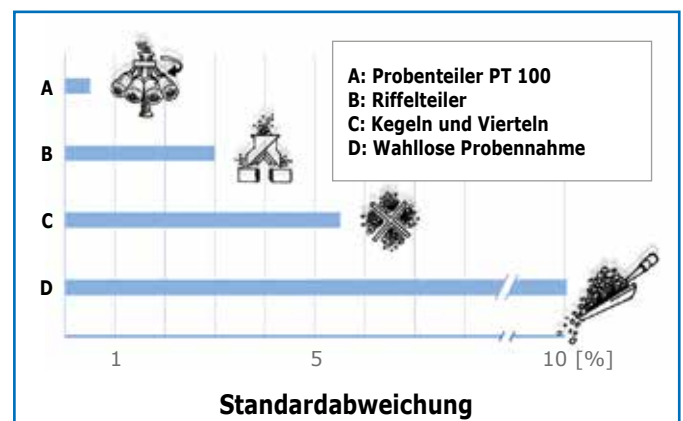 A: Probenteiler PT 100
B: Riffelteiler
C: Kegeln und Vierteln
D: Wahllose Probennahme
A
B
C
D
1 5 10 [%]
Standardabweichung